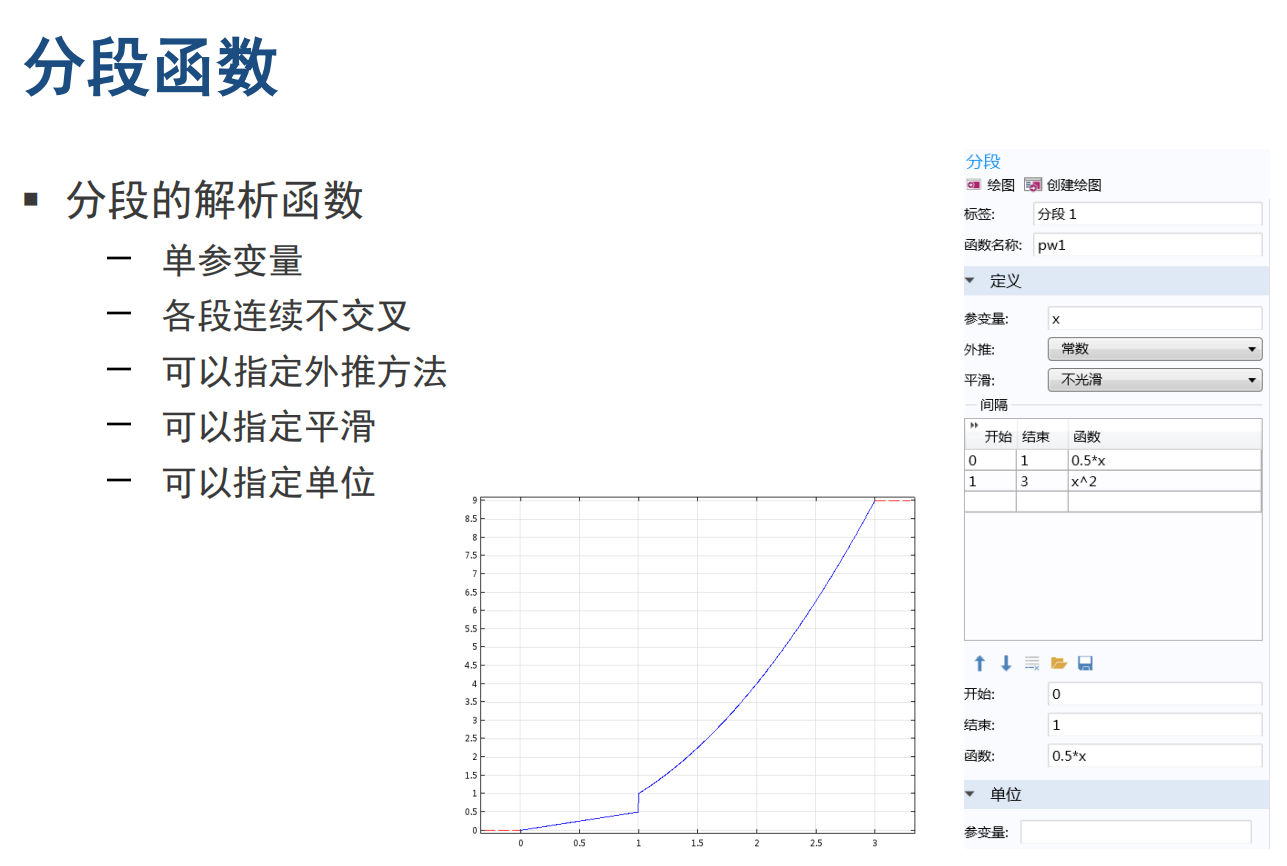 分段函数
▪ 分段的解析函数
— 单参变量
— 各段连续不交叉
— 可以指定外推方法
— 可以指定平滑
— 可以指定单位
9
8.5
8
7.5
7
6.5
6
5.5
5
4.5
4
3.5
3
2.5
2
1.5
1
0.5
0
0 0.5 1 1.5 2 2.5 3
分段
绘图 创建绘图
标签: 分段 1
函数名称: pw1
定义
参变量: x
外推: 常数
平滑: 不光滑
间隔
开始 结束 函数
0 1 0.5*x
1 3 x^2
开始: 0
结束: 1
函数: 0.5*x
单位
参变量: